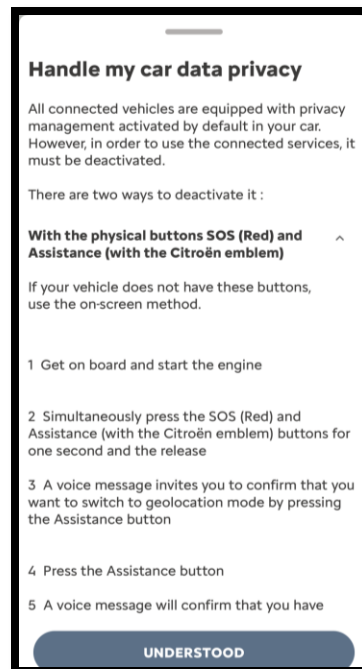 Handle my car data privacy
All connected vehicles are equipped with privacy
management activated by default in your car.
However, in order to use the connected services, it
must be deactivated.
There are two ways to deactivate it :
With the physical buttons SOS (Red) and
Assistance (with the Citroën emblem)
If your vehicle does not have these buttons,
use the on-screen method.
1 Get on board and start the engine
2 Simultaneously press the SOS (Red) and
Assistance (with the Citroën emblem) buttons for
one second and the release
3 A voice message invites you to confirm that you
want to switch to geolocation mode by pressing
the Assistance button
4 Press the Assistance button
5 A voice message will confirm that you have
UNDERSTOOD